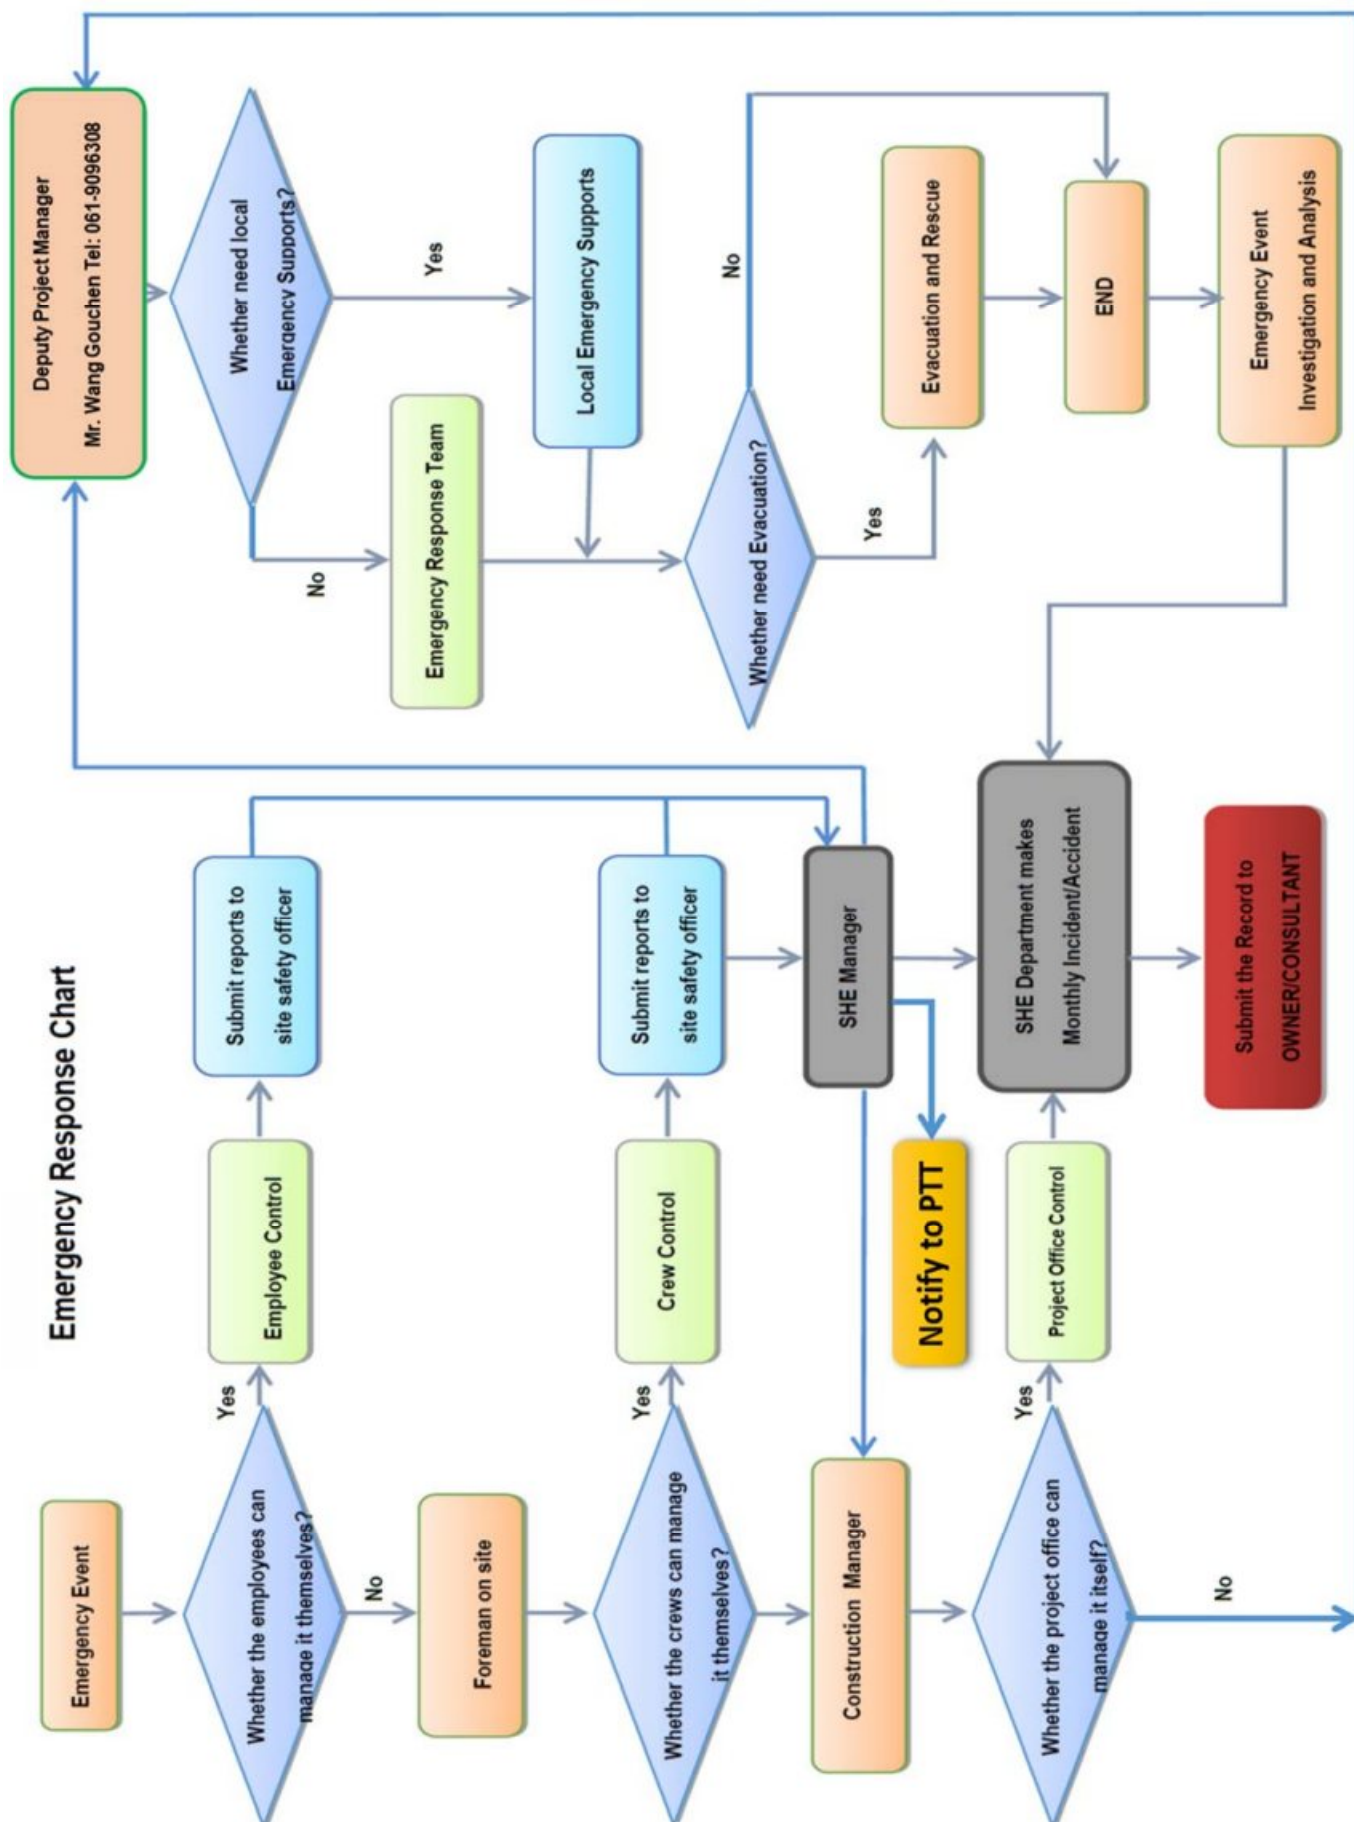 Emergency Response Chart
Emergency Event
Whether the employees can
manage it themselves?
Yes
Employee Control
Submit reports to
site safety officer
No
Foreman on site
Whether the crews can manage
it themselves?
Yes
Crew Control
Submit reports to
site safety officer
Construction Manager
SHE Manager
Notify to PTT
Whether the project office can
manage it itself?
Yes
Project Office Control
SHE Department makes
Monthly Incident/Accident
Submit the Record to
OWNER/CONSULTANT
No
Deputy Project Manager
Mr. Wang Gouchen Tel: 061-9096308
Whether need local
Emergency Supports?
No
Yes
Emergency Response Team
Local Emergency Supports
Whether need Evacuation?
No
Yes
Evacuation and Rescue
END
Emergency Event
Investigation and Analysis